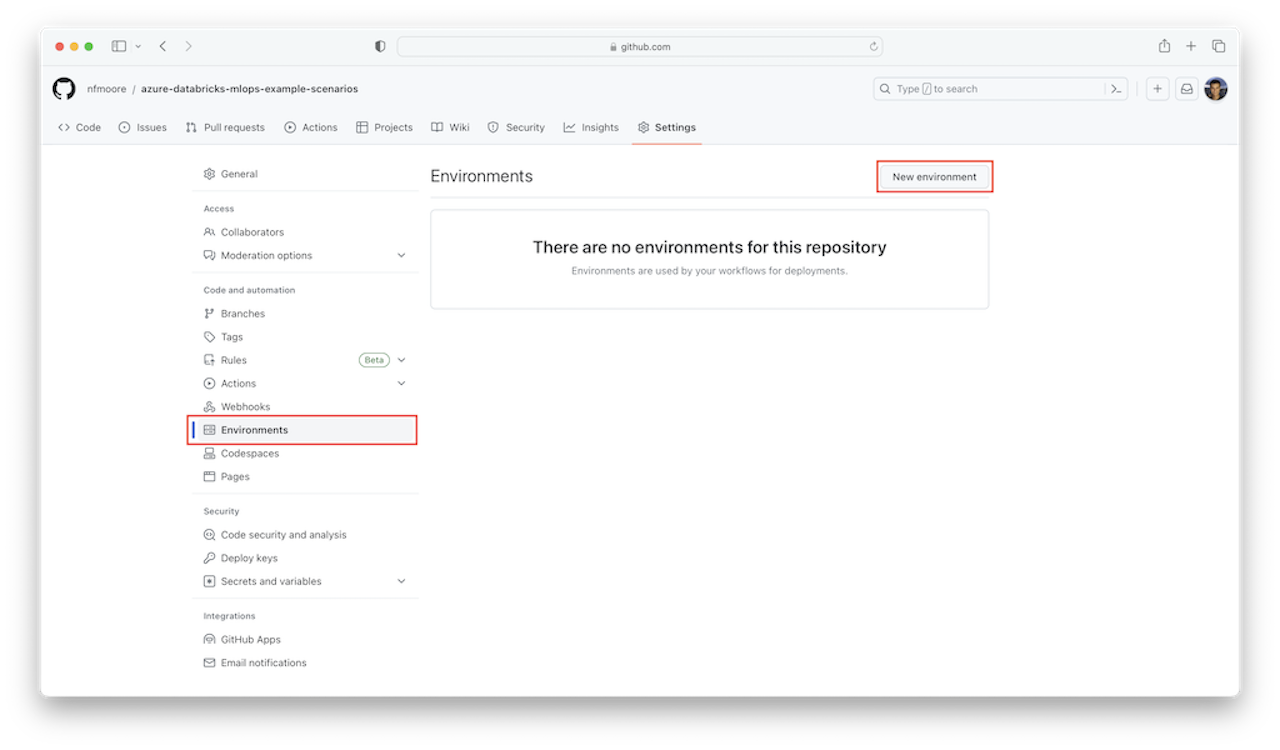 github.com
nfmoore / azure-databricks-mlops-example-scenarios
Type / to search
Code Issues Pull requests Actions Projects Wiki Security Insights Settings
General
Access
Collaborators
Moderation options
Code and automation
Branches
Tags
Rules Beta
Actions
Webhooks
Environments
Codespaces
Pages
Security
Code security and analysis
Deploy keys
Secrets and variables
Integrations
GitHub Apps
Email notifications
Environments
New environment
There are no environments for this repository
Environments are used by your workflows for deployments.